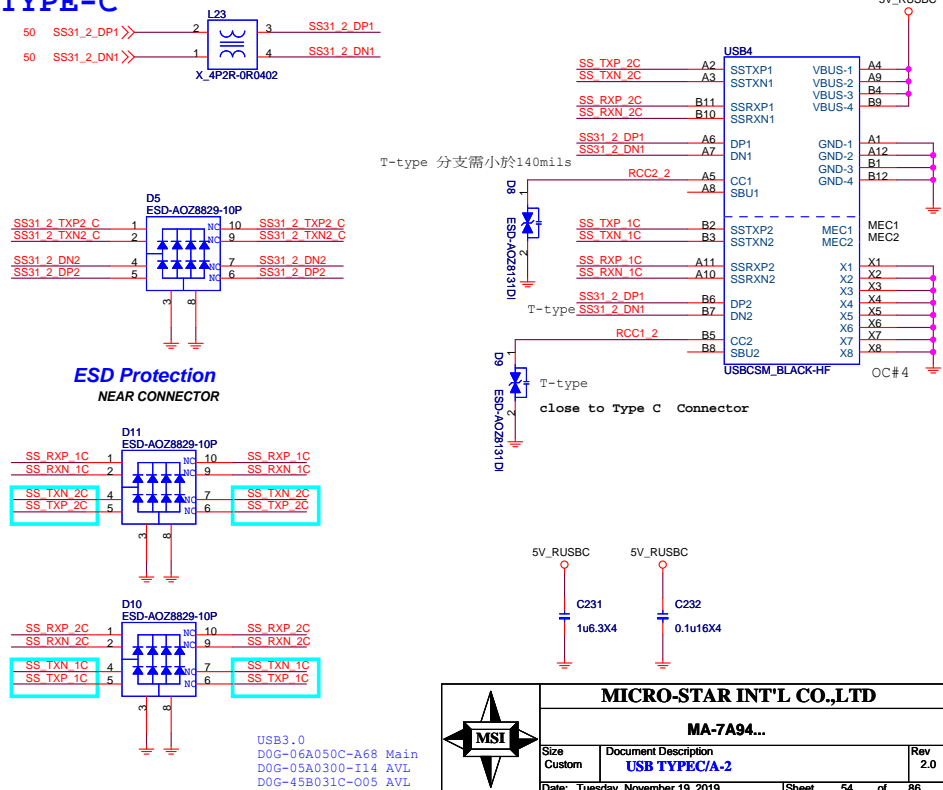 TYPE-C
50 SS31_2_DP1
50 SS31_2_DN1
L23
2 3 SS31_2_DP1
1 4 SS31_2_DN1
X_4P2R-0R0402
D5
ESD-AOZ8829-10P
SS31_2_TXP2_C 1 NC 10 SS31_2_TXP2_C
SS31_2_TXN2_C 2 9 SS31_2_TXN2_C
SS31_2_DN2 4 7 SS31_2_DN2
SS31_2_DP2 5 NC 6 SS31_2_DP2
3 8
ESD Protection
NEAR CONNECTOR
D11
ESD-AOZ8829-10P
SS_RXP_1C 1 NC 10 SS_RXP_1C
SS_RXN_1C 2 9 SS_RXN_1C
SS_TXN_2C 4 NC 7 SS_TXN_2C
SS_TXP_2C 5 NC 6 SS_TXP_2C
3 8
D10
ESD-AOZ8829-10P
SS_RXP_2C 1 NC 10 SS_RXP_2C
SS_RXN_2C 2 9 SS_RXN_2C
SS_TXN_1C 4 NC 7 SS_TXN_1C
SS_TXP_1C 5 NC 6 SS_TXP_1C
3 8
USB3.0
D0G-06A050C-A68 Main
D0G-05A0300-I14 AVL
D0G-45B031C-O05 AVL
5V_RUSBC
USB4
SS_TXP_2C A2 SSTXP1 VBUS-1 A4
SS_TXN_2C A3 SSTXN1 VBUS-2 A9
VBUS-3 B4
SS_RXP_2C B11 SSRXP1 VBUS-4 B9
SS_RXN_2C B10 SSRXN1
SS31_2_DP1 A6 DP1 GND-1 A1
SS31_2_DN1 A7 DN1 GND-2 A12
GND-3 B1
T-type 分支需小於140mils
RCC2_2 A5 CC1 GND-4 B12
A8 SBU1
D8
1
2
ESD-AOZ8131DI
SS_TXP_1C B2 SSTXP2 MEC1 MEC1
SS_TXN_1C B3 SSTXN2 MEC2 MEC2
SS_RXP_1C A11 SSRXP2 X1 X1
SS_RXN_1C A10 SSRXN2 X2 X2
X3 X3
SS31_2_DP1 B6 DP2 X4 X4
T-type SS31_2_DN1 B7 DN2 X5 X5
X6 X6
RCC1_2 B5 CC2 X7 X7
B8 SBU2 X8 X8
USBCSM_BLACK-HF
OC#4
D9
1
2
ESD-AOZ8131DI
T-type
close to Type C Connector
5V_RUSBC
C231
1u6.3X4
5V_RUSBC
C232
0.1u16X4
MSI
MICRO-STAR INT'L CO.,LTD
MA-7A94...
Size Document Description Rev
Custom USB TYPEC/A-2 2.0
Date: Tuesday, November 19, 2019 Sheet 54 of 86